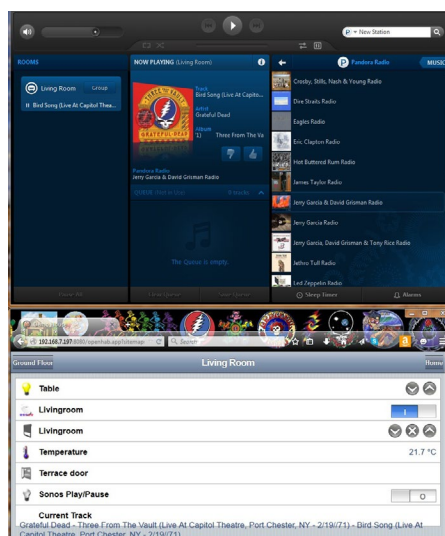 New Station
ROOMS
NOW PLAYING (Living Room)
Pandora Radio
MUSIC
Living Room
Group
Bird Song (Live At Capitol Thea...
Track
Bird Song (Live At Capito...
Artist
Grateful Dead
Album
'1) Three From The Va
THREE FROM THE VAULT
GRATEFUL DEAD
Pandora Radio
Jerry Garcia & David Grisman Radio
The Queue is empty.
Crosby, Stills, Nash & Young Radio
Dire Straits Radio
Eagles Radio
Eric Clapton Radio
Hot Buttered Rum Radio
James Taylor Radio
Jerry Garcia & David Grisman Radio
Jerry Garcia Radio
Jerry Garcia, David Grisman & Tony Rice Radio
Jethro Tull Radio
Led Zeppelin Radio
Sleep Timer
Alarms
192.168.7.197:8080/openhab.app?sitemap
Search
Ground Floor
Living Room
Home
Table
Livingroom
Livingroom
Temperature
21.7 °C
Terrace door
Sonos Play/Pause
Current Track
Grateful Dead - Three From The Vault (Live At Capitol Theatre, Port Chester, NY - 2/19//71) - Bird Song (Live At
Capitol Theatre, Port Chester, NY - 2/19//71)